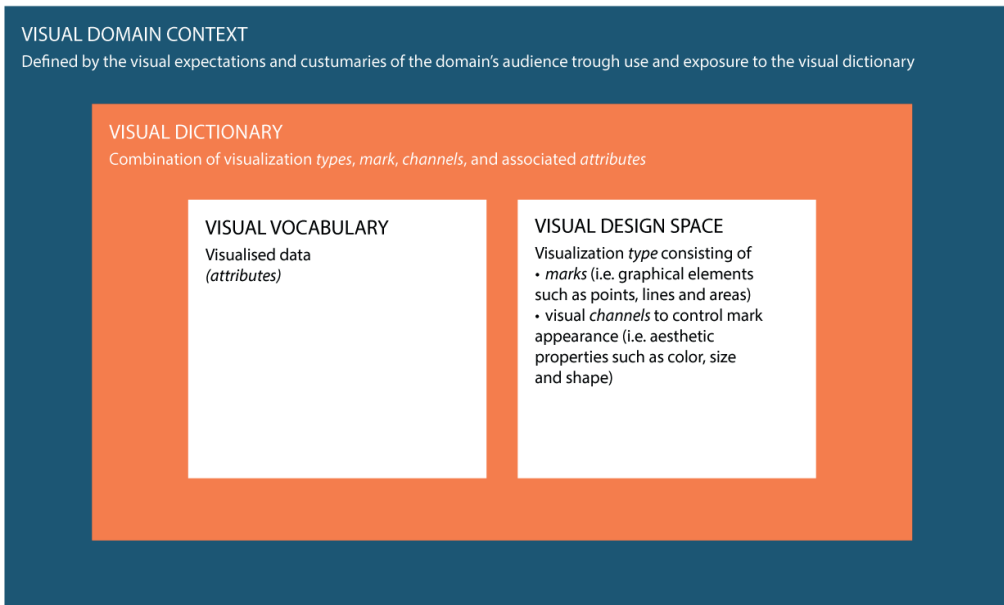 VISUAL DOMAIN CONTEXT
Defined by the visual expectations and custumaries of the domain's audience trough use and exposure to the visual dictionary
VISUAL DICTIONARY
Combination of visualization types, mark, channels, and associated attributes
VISUAL VOCABULARY
Visualised data
(attributes)
VISUAL DESIGN SPACE
Visualization type consisting of
• marks (i.e. graphical elements
such as points, lines and areas)
• visual channels to control mark
appearance (i.e. aesthetic
properties such as color, size
and shape)